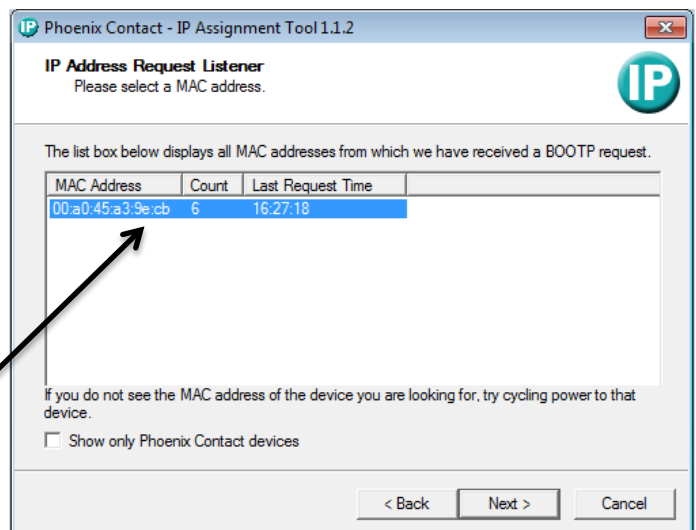 Phoenix Contact - IP Assignment Tool 1.1.2
IP Address Request Listener
Please select a MAC address.
IP
The list box below displays all MAC addresses from which we have received a BOOTP request.
MAC Address Count Last Request Time
00:a0:45:a3:9e:cb 6 16:27:18
If you do not see the MAC address of the device you are looking for, try cycling power to that
device.
Show only Phoenix Contact devices
< Back Next > Cancel